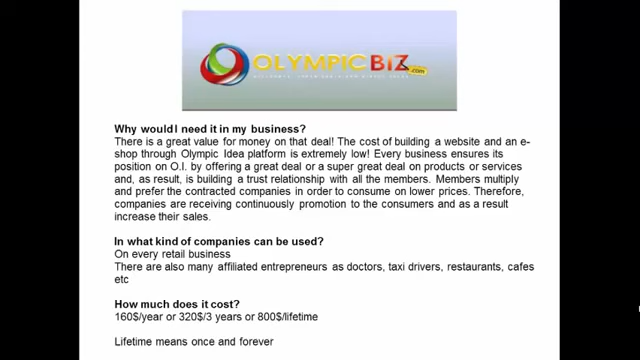 OLYMPICBIZ.com
Why would I need it in my business?
There is a great value for money on that deal! The cost of building a website and an e-
shop through Olympic Idea platform is extremely low! Every business ensures its
position on O.I. by offering a great deal or a super great deal on products or services
and, as result, is building a trust relationship with all the members. Members multiply
and prefer the contracted companies in order to consume on lower prices. Therefore,
companies are receiving continuously promotion to the consumers and as a result
increase their sales.
In what kind of companies can be used?
On every retail business
There are also many affiliated entrepreneurs as doctors, taxi drivers, restaurants, cafes
etc
How much does it cost?
160$/year or 320$/3 years or 800$/lifetime
Lifetime means once and forever